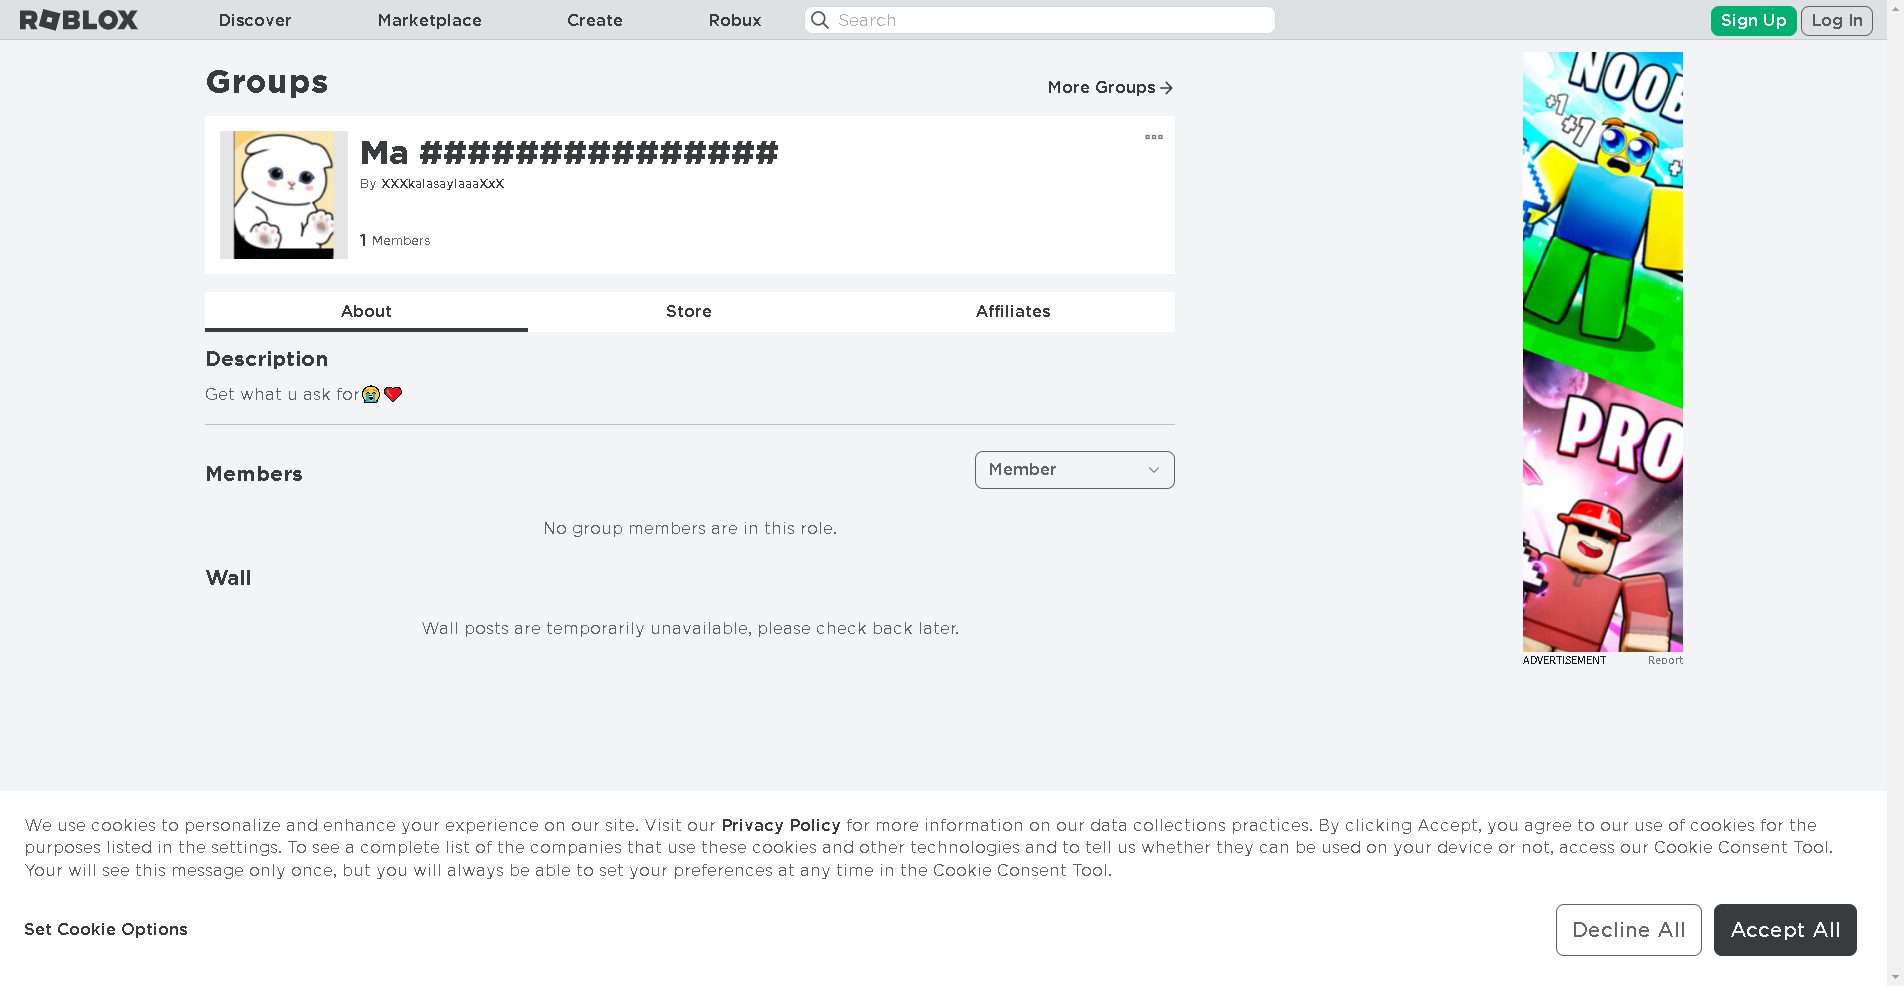 ROBLOX
Discover
Marketplace
Create
Robux
Search
Sign Up
Log In
Groups
More Groups
Ma ###############
By XXXkalasaylaaaXxX
1 Members
About
Store
Affiliates
Description
Get what u ask for😭❤️
Members
Member
No group members are in this role.
Wall
Wall posts are temporarily unavailable, please check back later.
NOOB
+1
+1
PRO
ADVERTISEMENT
Report
We use cookies to personalize and enhance your experience on our site. Visit our Privacy Policy for more information on our data collections practices. By clicking Accept, you agree to our use of cookies for the
purposes listed in the settings. To see a complete list of the companies that use these cookies and other technologies and to tell us whether they can be used on your device or not, access our Cookie Consent Tool.
Your will see this message only once, but you will always be able to set your preferences at any time in the Cookie Consent Tool.
Set Cookie Options
Decline All
Accept All